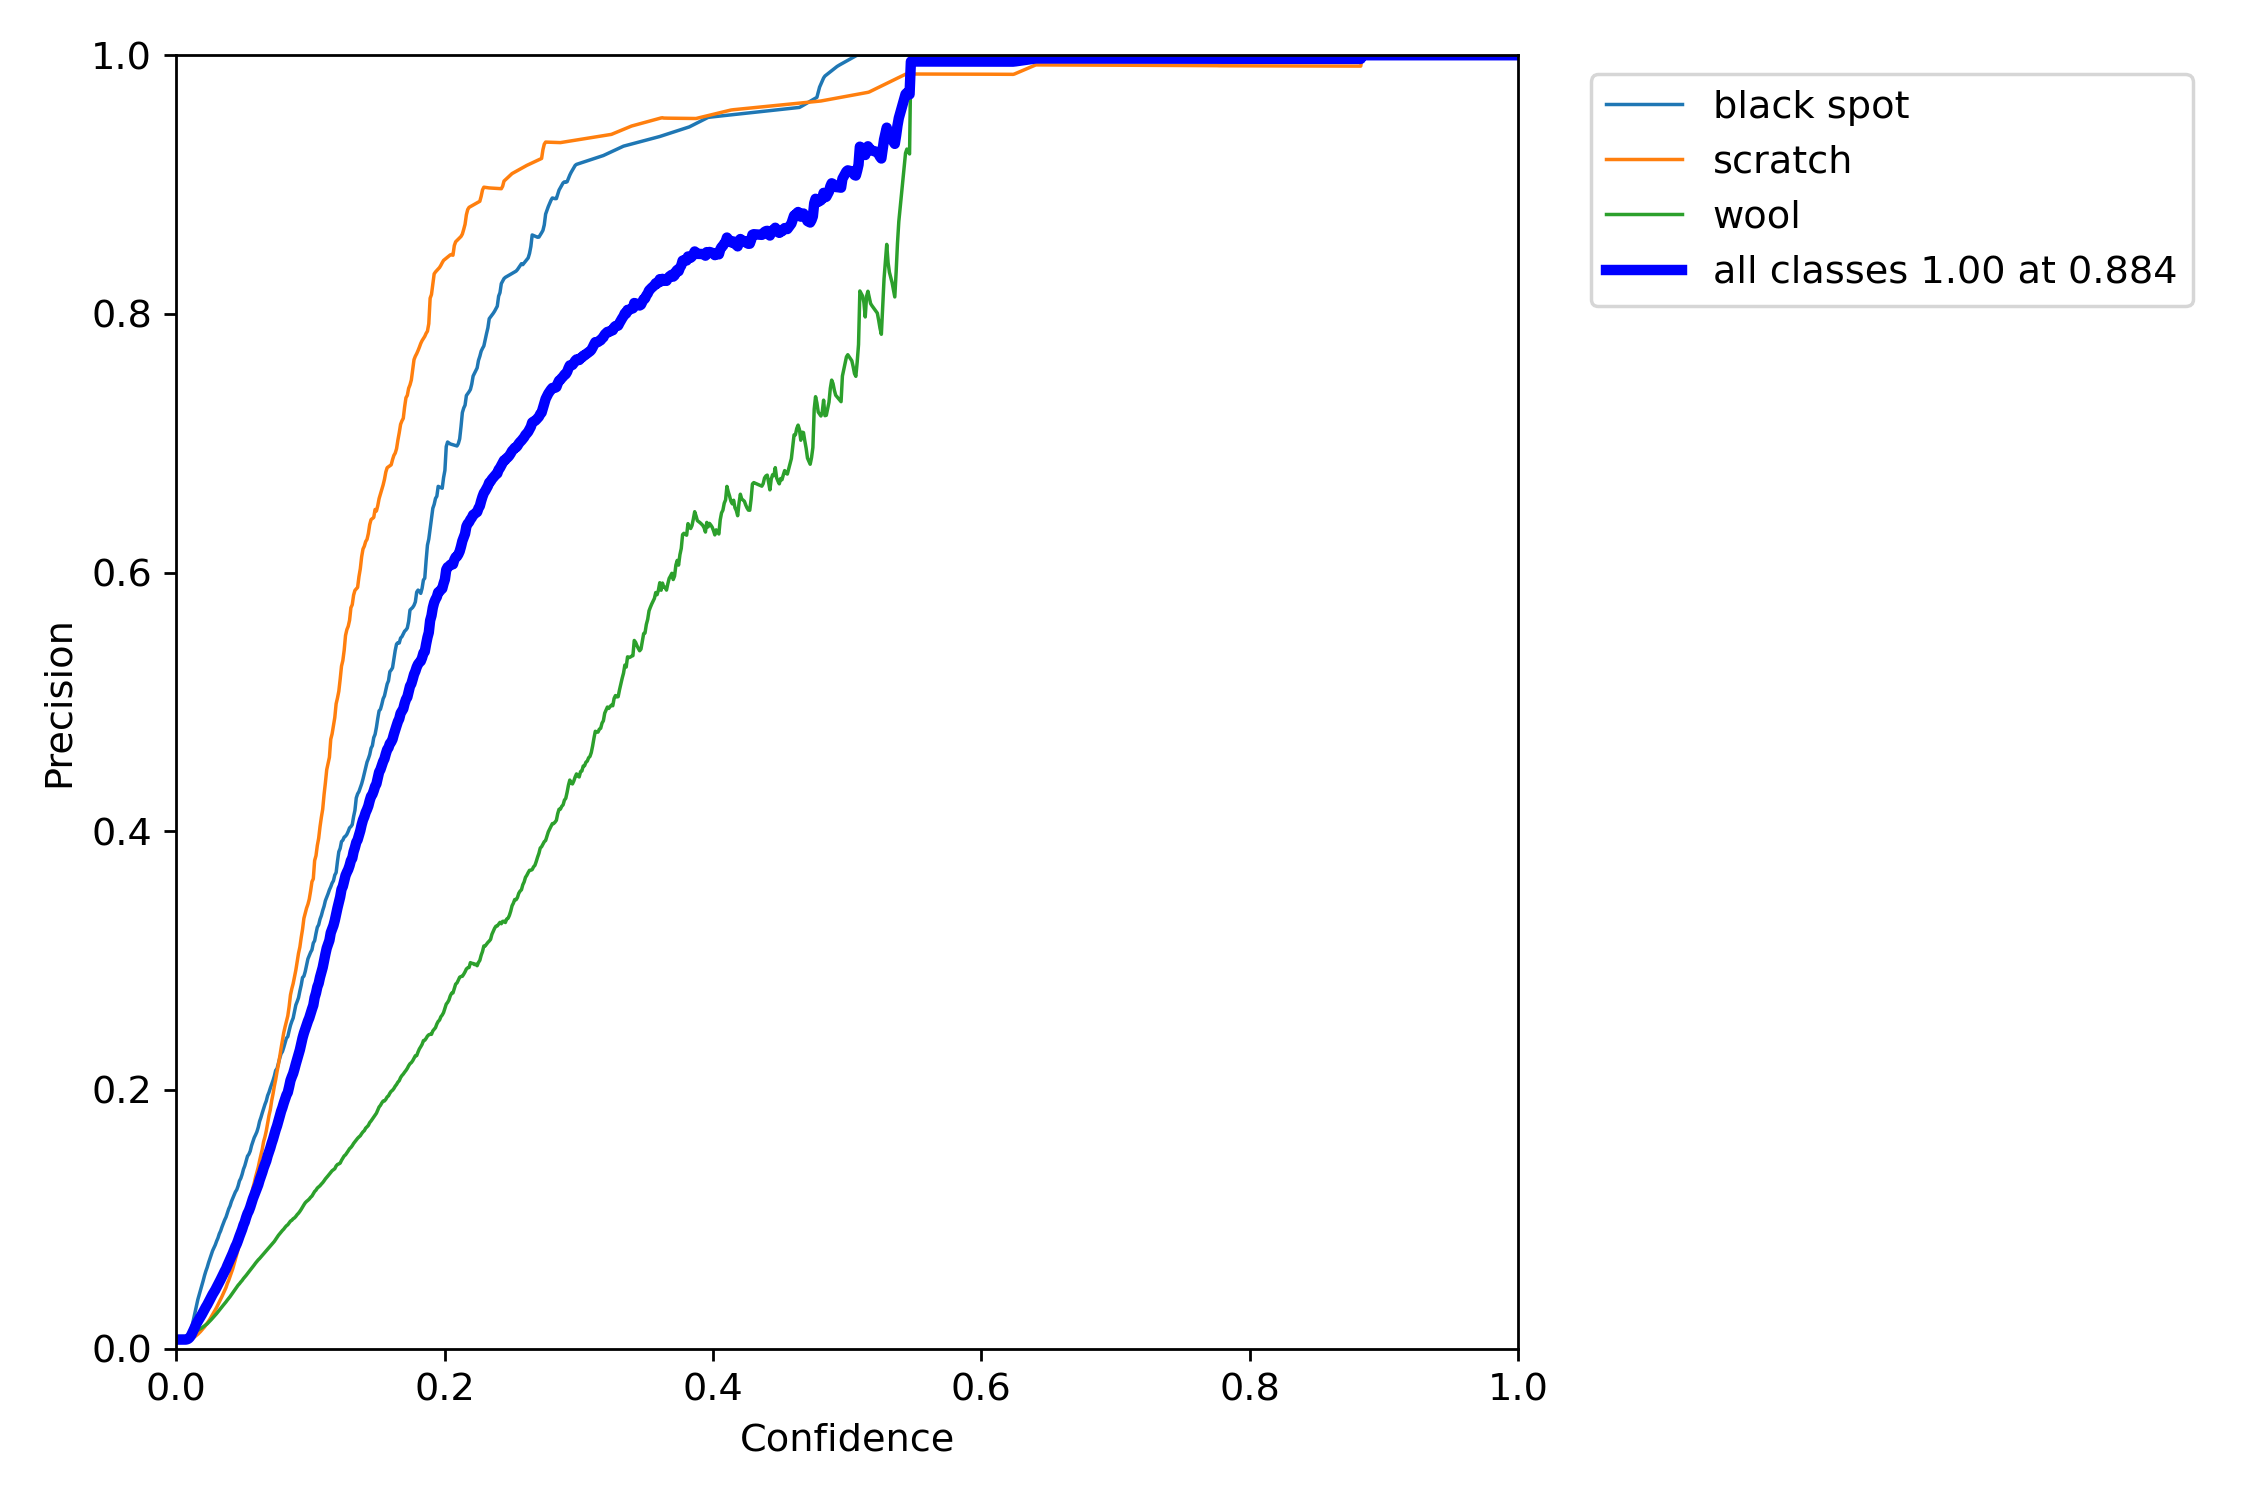 1.0
0.8
0.6
0.4
0.2
0.0
0.0 0.2 0.4 0.6 0.8 1.0
Precision
Confidence
black spot
scratch
wool
all classes 1.00 at 0.884